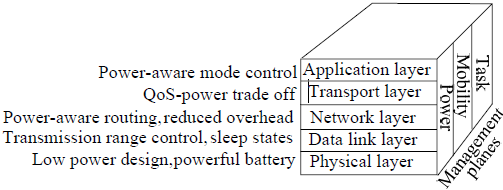 Power-aware mode control Application layer
QoS-power trade off Transport layer
Power-aware routing,reduced overhead Network layer
Transmission range control, sleep states Data link layer
Low power design,powerful battery Physical layer
Power
Mobility
Task
Management
planes